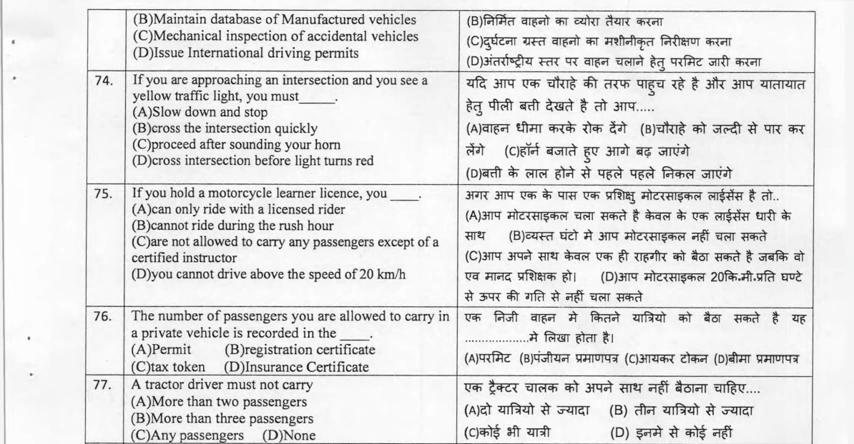 (B)Maintain database of Manufactured vehicles
(C)Mechanical inspection of accidental vehicles
(D)Issue International driving permits
(B)निर्मित वाहनो का व्योरा तैयार करना
(C)दुर्घटना ग्रस्त वाहनो का मशीनीकृत निरीक्षण करना
(D)अंतर्राष्ट्रीय स्तर पर वाहन चलाने हेतु परमिट जारी करना
74.
If you are approaching an intersection and you see a
yellow traffic light, you must_____.
(A)Slow down and stop
(B)cross the intersection quickly
(C)proceed after sounding your horn
(D)cross intersection before light turns red
यदि आप एक चौराहे की तरफ पाहुच रहे है और आप यातायात
हेतु पीली बत्ती देखते है तो आप.....
(A)वाहन धीमा करके रोक देंगे (B)चौराहे को जल्दी से पार कर
लेंगे (C)हॉर्न बजाते हुए आगे बढ़ जाएंगे
(D)बत्ती के लाल होने से पहले पहले निकल जाएंगे
75.
If you hold a motorcycle learner licence, you ____.
(A)can only ride with a licensed rider
(B)cannot ride during the rush hour
(C)are not allowed to carry any passengers except of a
certified instructor
(D)you cannot drive above the speed of 20 km/h
अगर आप एक के पास एक प्रशिक्षु मोटरसाइकल लाईसेंस है तो..
(A)आप मोटरसाइकल चला सकते है केवल के एक लाईसेंस धारी के
साथ (B)व्यस्त घंटो मे आप मोटरसाइकल नहीं चला सकते
(C)आप अपने साथ केवल एक ही राहगीर को बैठा सकते है जबकि वो
एव मानद प्रशिक्षक हो। (D)आप मोटरसाइकल 20कि.मी.प्रति घण्टे
से ऊपर की गति से नहीं चला सकते
76.
The number of passengers you are allowed to carry in
a private vehicle is recorded in the ____.
(A)Permit (B)registration certificate
(C)tax token (D)Insurance Certificate
एक निजी वाहन मे कितने यात्रियो को बैठा सकते है यह
...................मे लिखा होता है।
(A)परमिट (B)पंजीयन प्रमाणपत्र (C)आयकर टोकन (D)बीमा प्रमाणपत्र
77.
A tractor driver must not carry
(A)More than two passengers
(B)More than three passengers
(C)Any passengers (D)None
एक ट्रैक्टर चालक को अपने साथ नहीं बैठाना चाहिए....
(A)दो यात्रियो से ज्यादा (B) तीन यात्रियो से ज्यादा
(C)कोई भी यात्री (D) इनमे से कोई नहीं